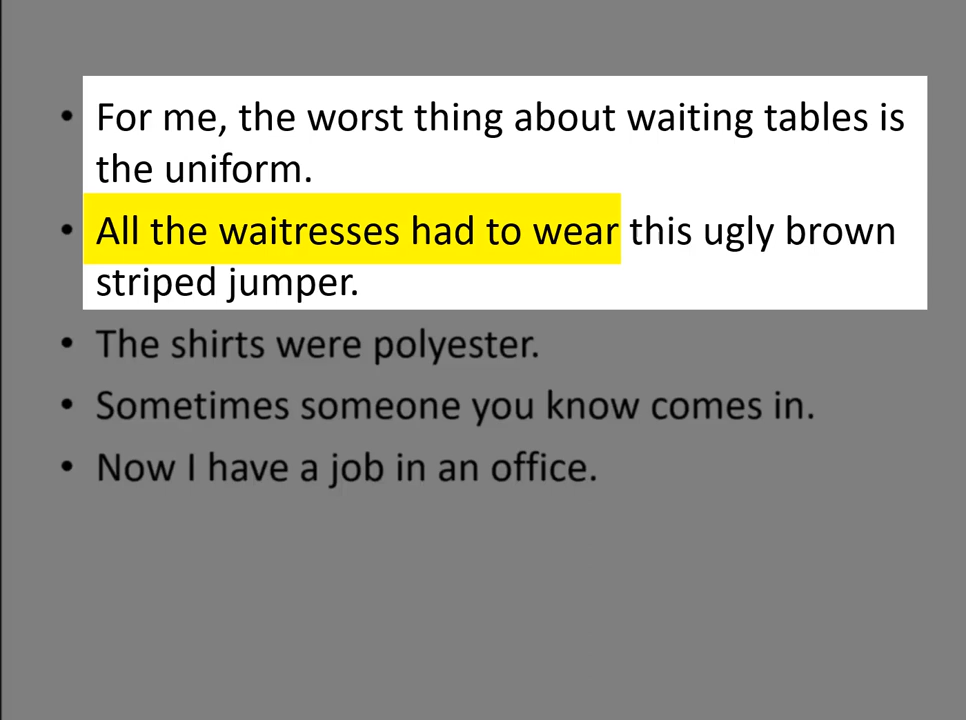 • For me, the worst thing about waiting tables is
the uniform.
• All the waitresses had to wear this ugly brown
striped jumper.
• The shirts were polyester.
• Sometimes someone you know comes in.
• Now I have a job in an office.